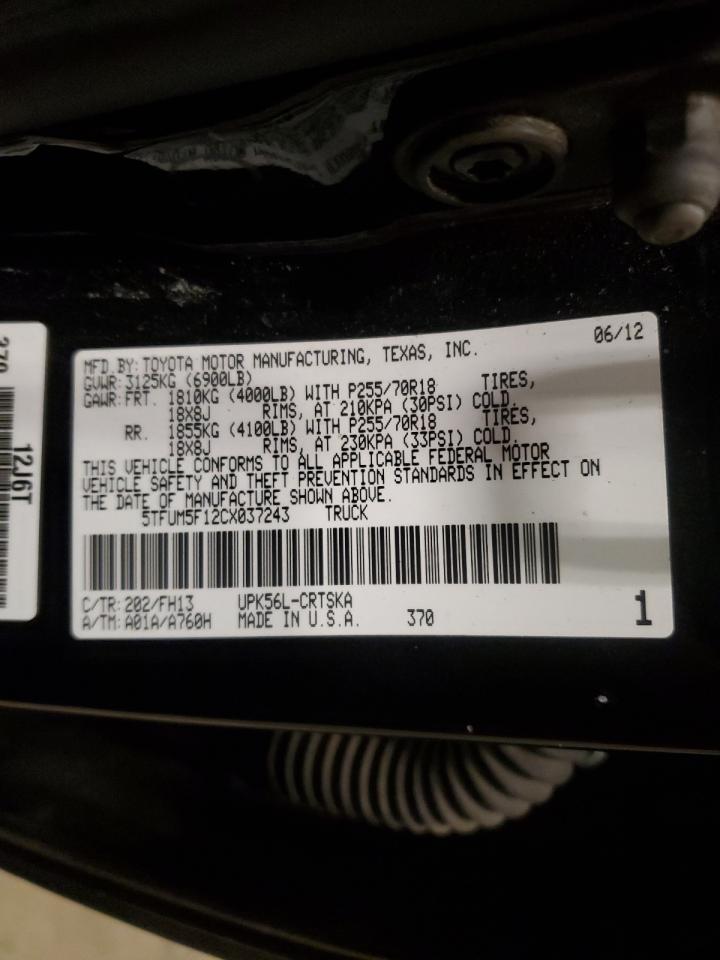 MFD.BY: TOYOTA MOTOR MANUFACTURING, TEXAS, INC. 06/12
GVWR: 3125KG (6900LB)
GAWR: FRT. 1810KG (4000LB) WITH P255/70R18 TIRES,
18X8J RIMS, AT 210KPA (30PSI) COLD.
RR. 1855KG (4100LB) WITH P255/70R18 TIRES,
18X8J RIMS, AT 230KPA (33PSI) COLD.
THIS VEHICLE CONFORMS TO ALL APPLICABLE FEDERAL MOTOR
VEHICLE SAFETY AND THEFT PREVENTION STANDARDS IN EFFECT ON
THE DATE OF MANUFACTURE SHOWN ABOVE.
5TFUM5F12CX037243 TRUCK
C/TR: 202/FH13 UPK56L-CRTSKA
A/TM: A01A/A760H MADE IN U.S.A. 370 1
370
12J6T